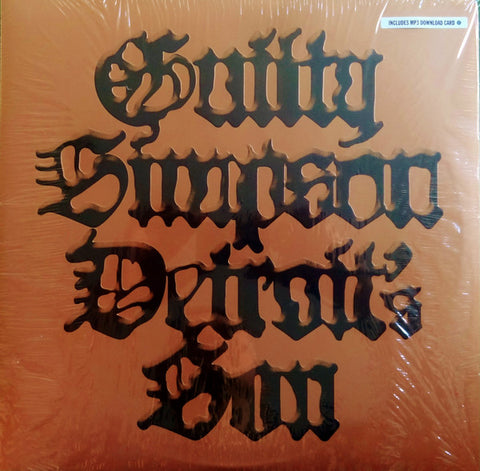 INCLUDES MP3 DOWNLOAD CARD
Guilty
Simpson
Detroit's
Son